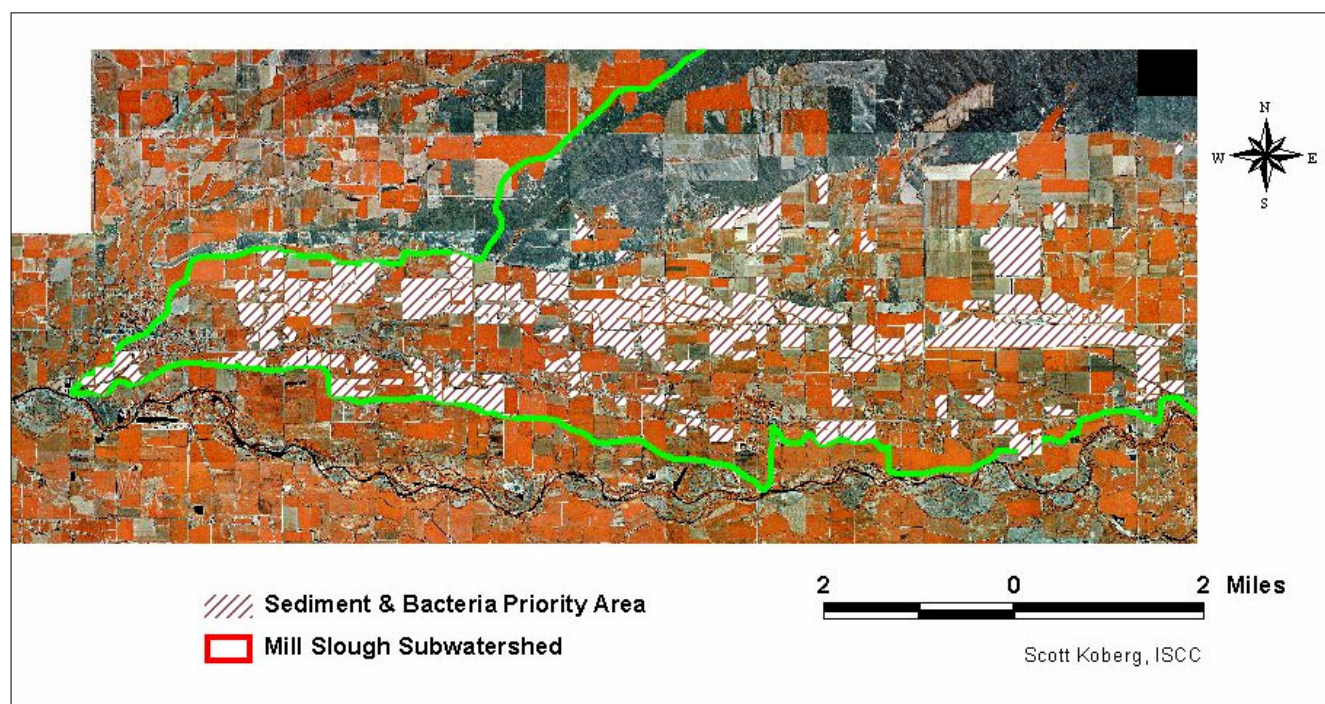 N
W E
S
2 0 2 Miles
Sediment & Bacteria Priority Area
Mill Slough Subwatershed
Scott Koberg, ISCC